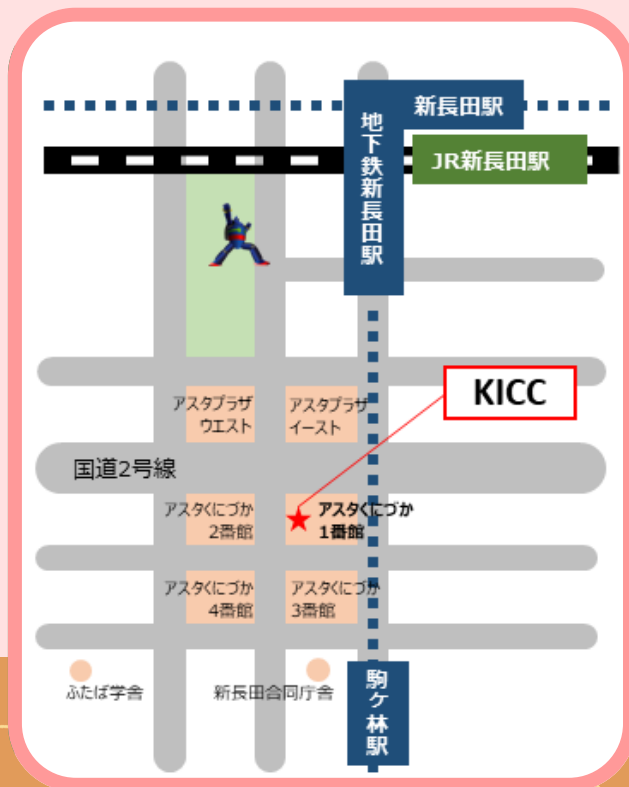 新長田駅
地下鉄新長田駅
JR新長田駅
KICC
アスタプラザ
ウエスト
アスタプラザ
イースト
国道2号線
アスタくにづか
2番館
アスタくにづか
1番館
アスタくにづか
4番館
アスタくにづか
3番館
ふたば学舎
新長田合同庁舎
駒ヶ林駅